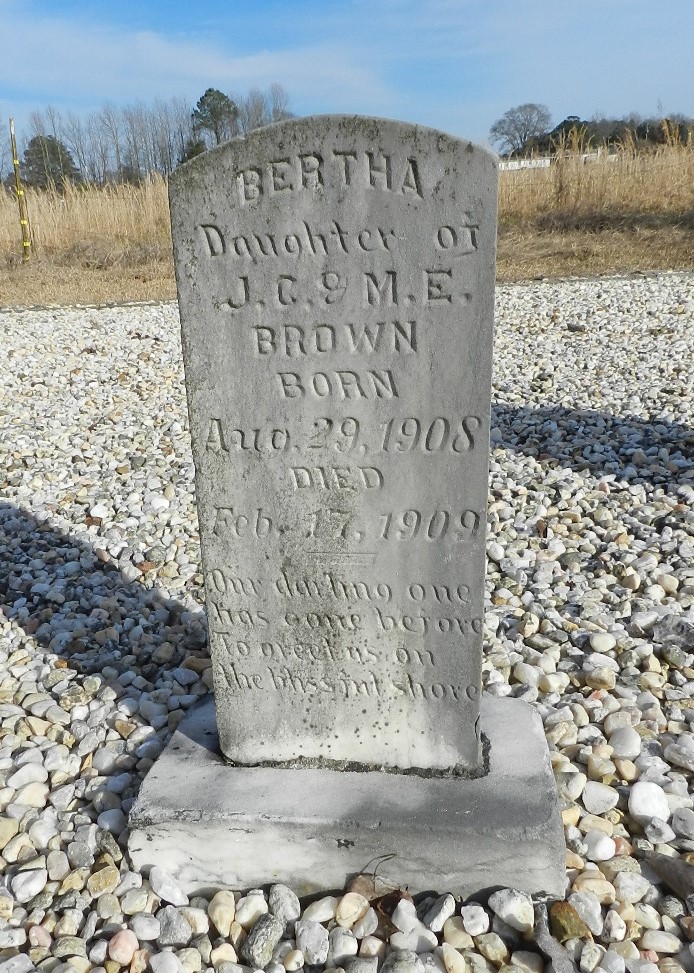 BERTHA
Daughter of
J.C. & M.E.
BROWN
BORN
Aug. 29, 1908
DIED
Feb. 17, 1909
Our darling one
Has gone before
To greet us on
the blissful shore